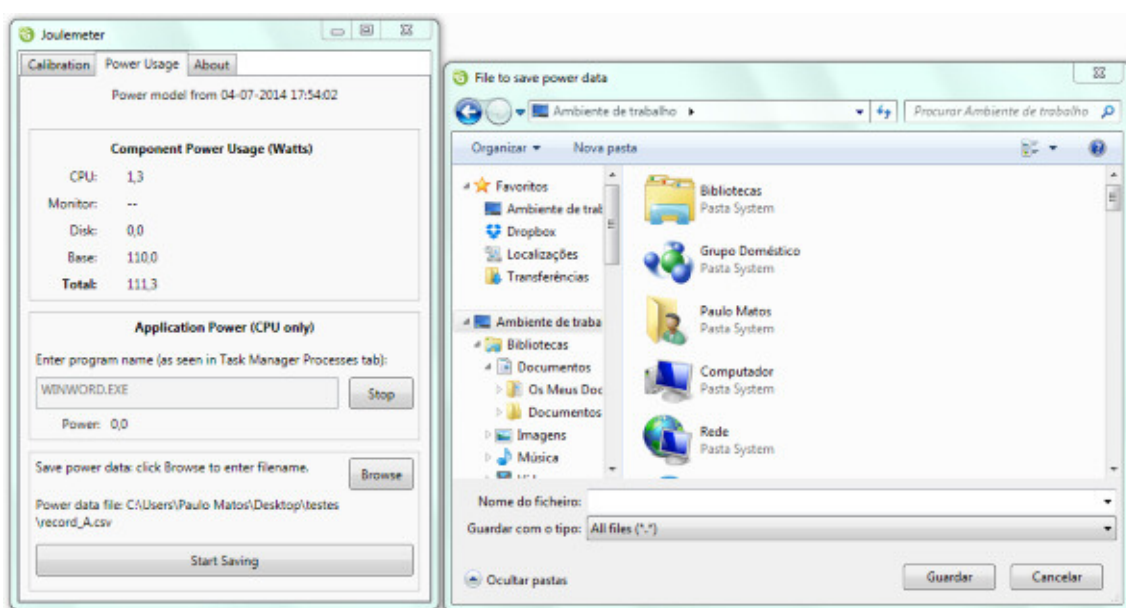 Joulemeter
Calibration Power Usage About
Power model from 04-07-2014 17:54:02
Component Power Usage (Watts)
CPU: 1,3
Monitor: --
Disk: 0,0
Base: 110,0
Total: 111,3
Application Power (CPU only)
Enter program name (as seen in Task Manager Processes tab):
WINWORD.EXE Stop
Power: 0,0
Save power data: click Browse to enter filename. Browse
Power data file: C:\Users\Paulo Matos\Desktop\testes
\record_A.csv
Start Saving
File to save power data
Ambiente de trabalho
Procurar Ambiente de trabalho
Organizar Nova pasta
Favoritos
Ambiente de trab
Dropbox
Localizações
Transferências
Ambiente de traba
Bibliotecas
Documentos
Os Meus Doc
Documentos
Imagens
Música
Bibliotecas
Pasta System
Grupo Doméstico
Pasta System
Paulo Matos
Pasta System
Computador
Pasta System
Rede
Pasta System
Nome do ficheiro:
Guardar com o tipo: All files (*.*)
Ocultar pastas Guardar Cancelar